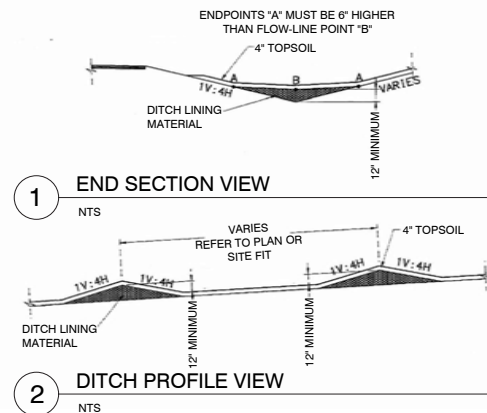 ENDPOINTS "A" MUST BE 6" HIGHER
THAN FLOW-LINE POINT "B"
4" TOPSOIL
A
B
A
1V:4H
VARIES
DITCH LINING
MATERIAL
12" MINIMUM
1
END SECTION VIEW
NTS
VARIES
REFER TO PLAN OR
SITE FIT
4" TOPSOIL
1V:4H
1V:4H
1V:4H
1V:4H
DITCH LINING
MATERIAL
12" MINIMUM
12" MINIMUM
2
DITCH PROFILE VIEW
NTS